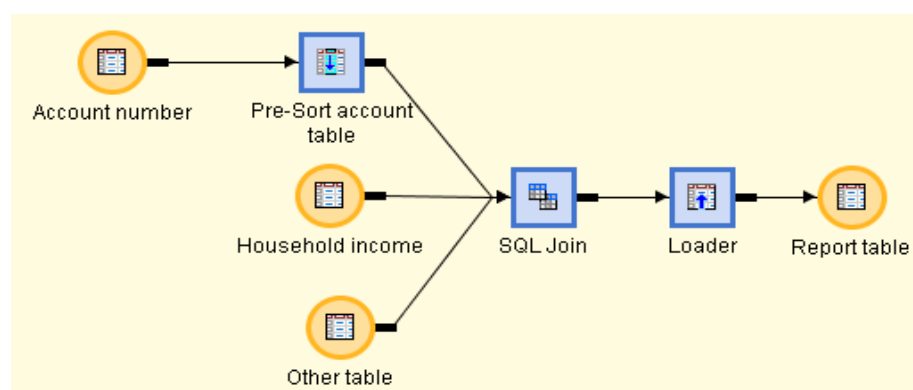 Account number
Pre-Sort account
table
Household income
SQL Join
Loader
Report table
Other table